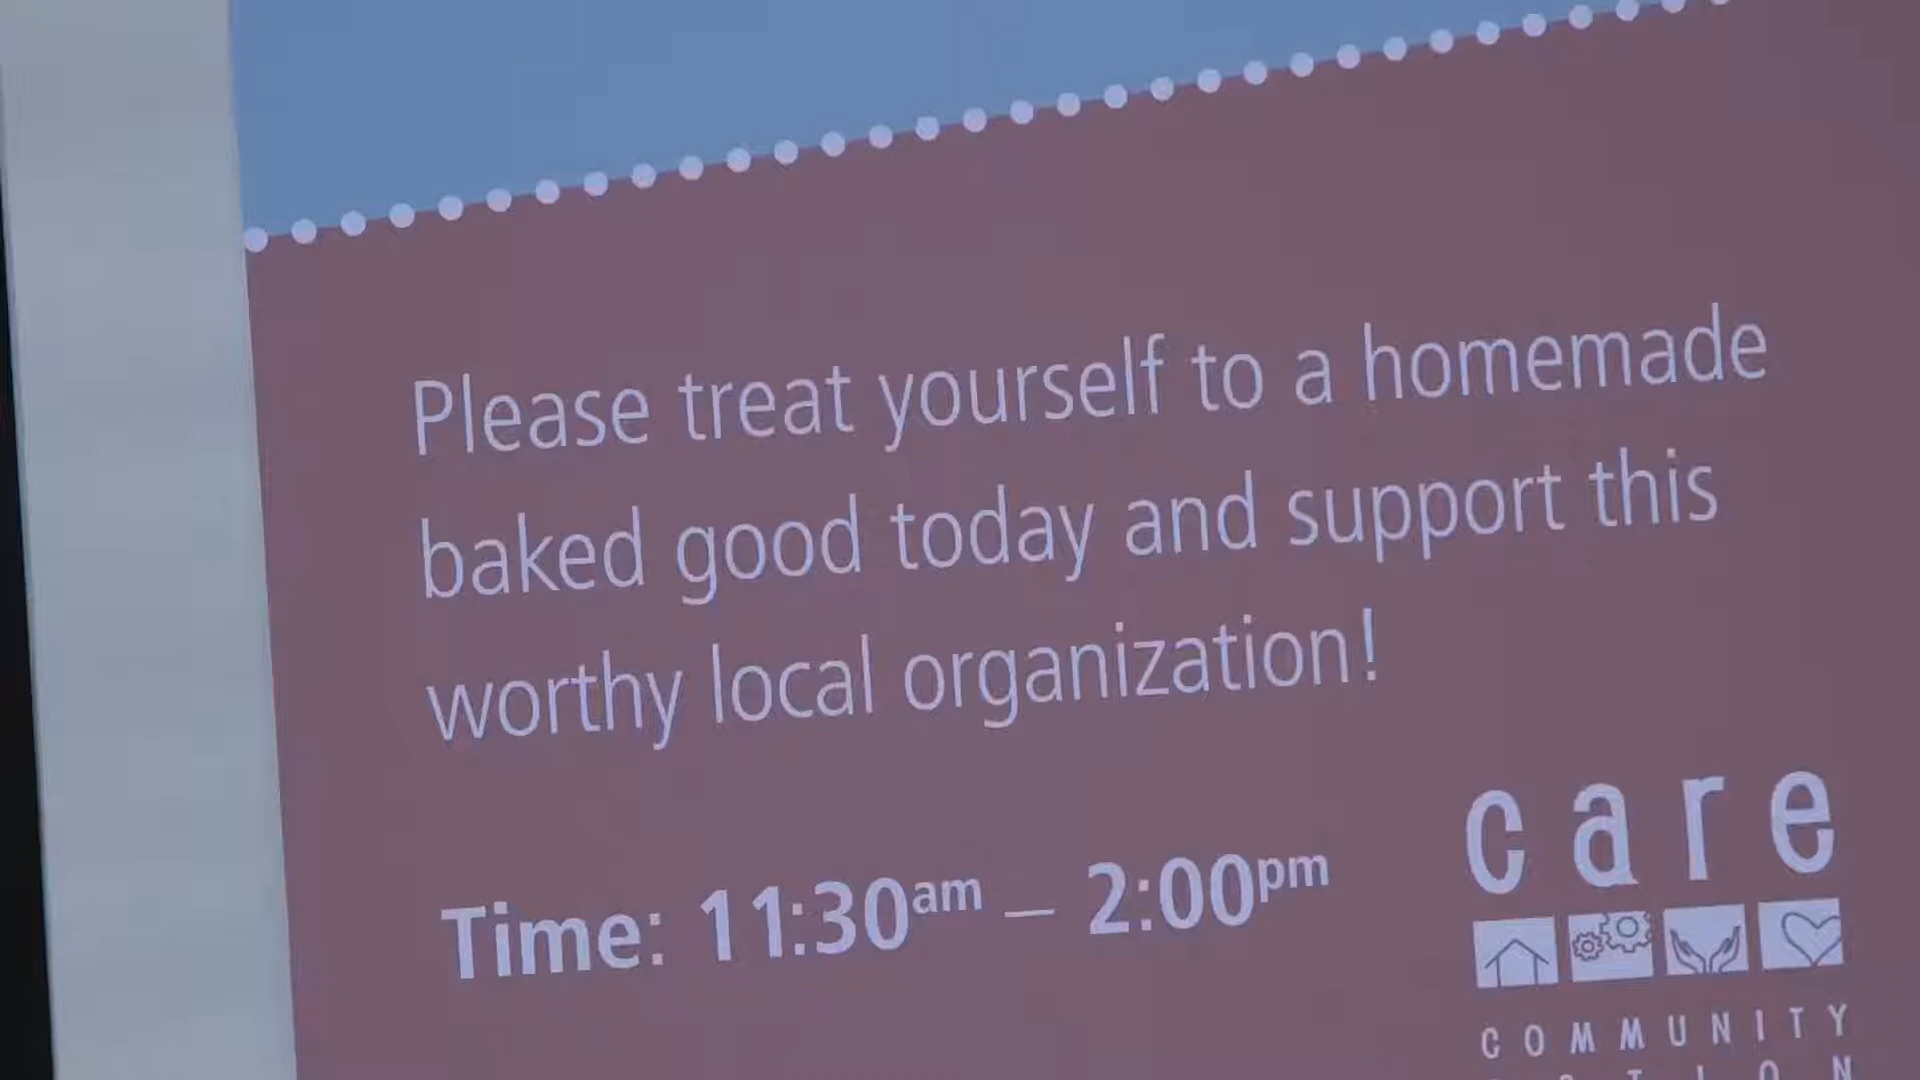 Please treat yourself to a homemade
baked good today and support this
worthy local organization!
Time: 11:30am – 2:00pm
care
COMMUNITY